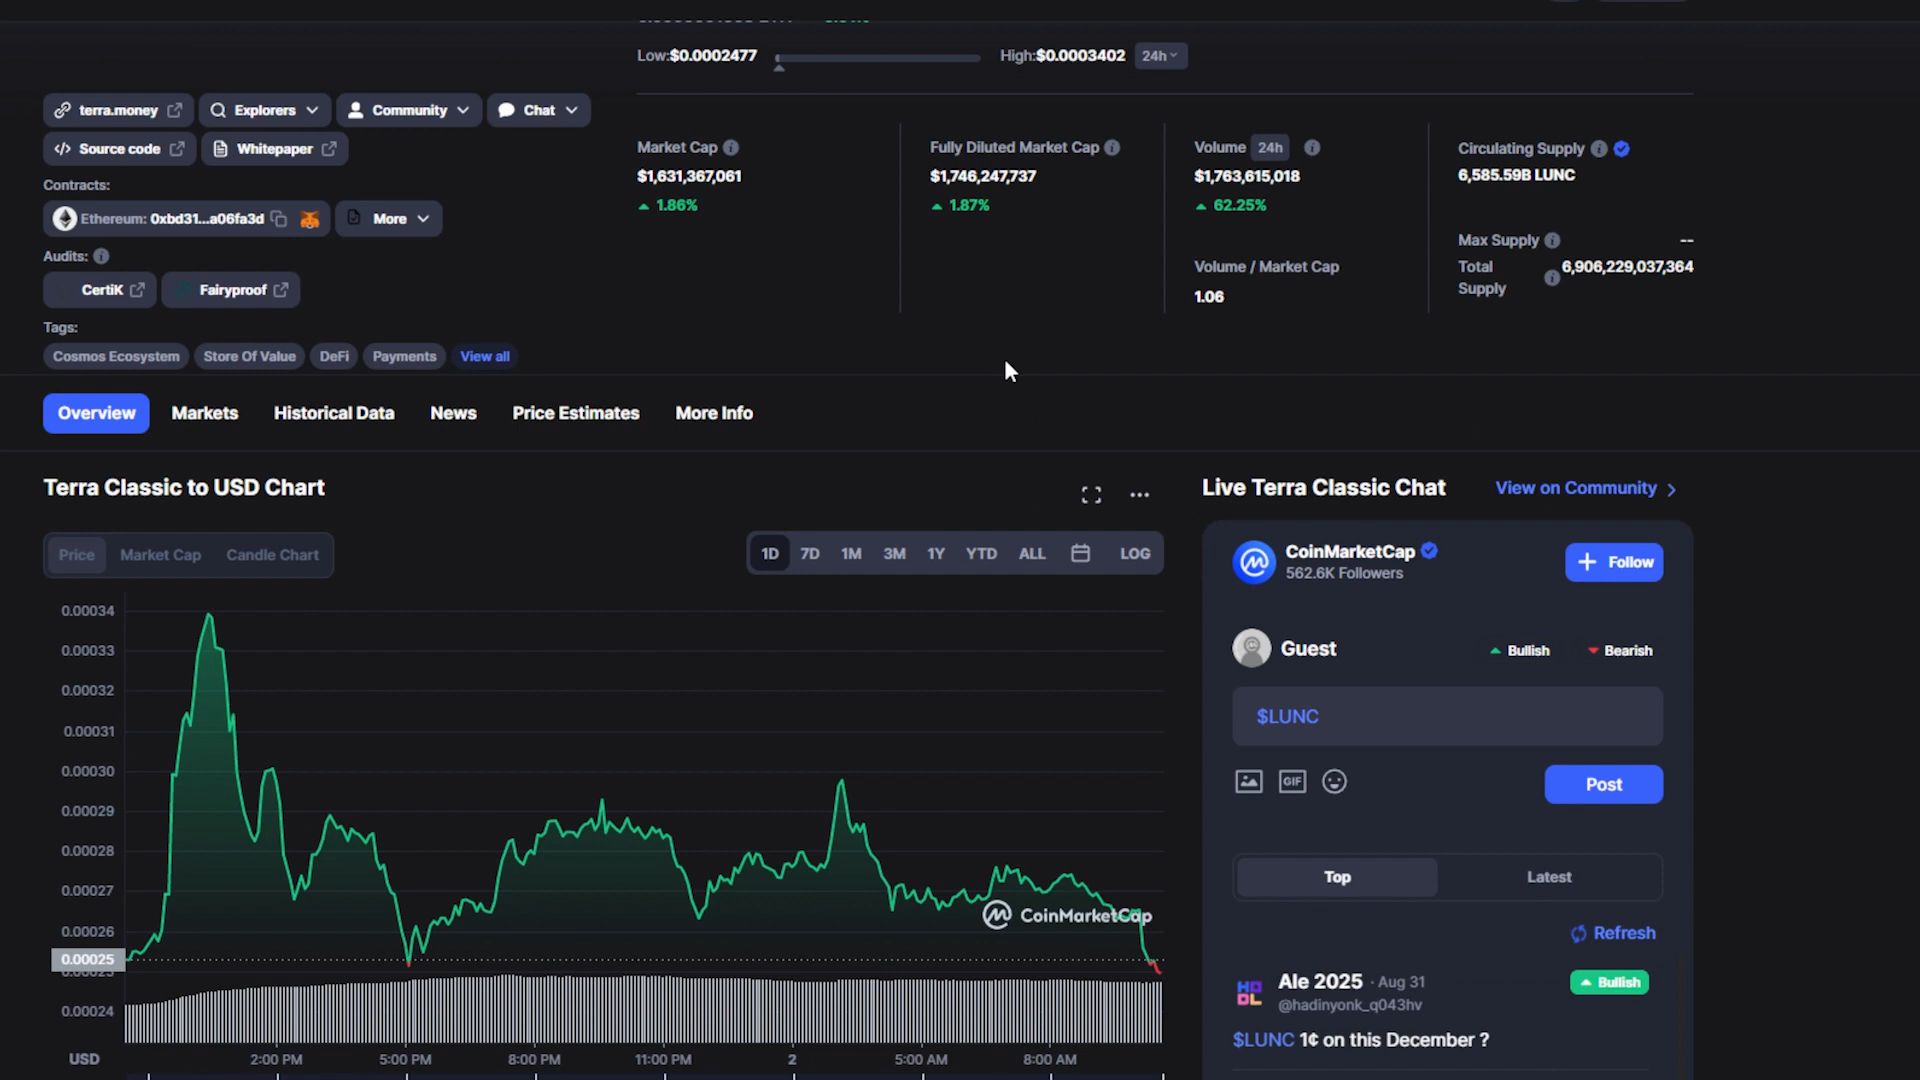 Low:$0.0002477
High:$0.0003402
24h
terra.money
Explorers
Community
Chat
Source code
Whitepaper
Contracts:
Ethereum: 0xbd31...a06fa3d
More
Audits:
CertiK
Fairyproof
Tags:
Cosmos Ecosystem
Store Of Value
DeFi
Payments
View all
Market Cap
$1,631,367,061
1.86%
Fully Diluted Market Cap
$1,746,247,737
1.87%
Volume 24h
$1,763,615,018
62.25%
Volume / Market Cap
1.06
Circulating Supply
6,585.59B LUNC
Max Supply
--
Total Supply
6,906,229,037,364
Overview
Markets
Historical Data
News
Price Estimates
More Info
Terra Classic to USD Chart
Price
Market Cap
Candle Chart
1D
7D
1M
3M
1Y
YTD
ALL
LOG
0.00034
0.00033
0.00032
0.00031
0.00030
0.00029
0.00028
0.00027
0.00026
0.00025
0.00024
CoinMarketCap
USD
2:00 PM
5:00 PM
8:00 PM
11:00 PM
2
5:00 AM
8:00 AM
Live Terra Classic Chat
View on Community
CoinMarketCap
562.6K Followers
Follow
Guest
Bullish
Bearish
$LUNC
GIF
Post
Top
Latest
Refresh
HODL
Ale 2025 · Aug 31
@hadinyonk_q043hv
Bullish
$LUNC 1¢ on this December ?